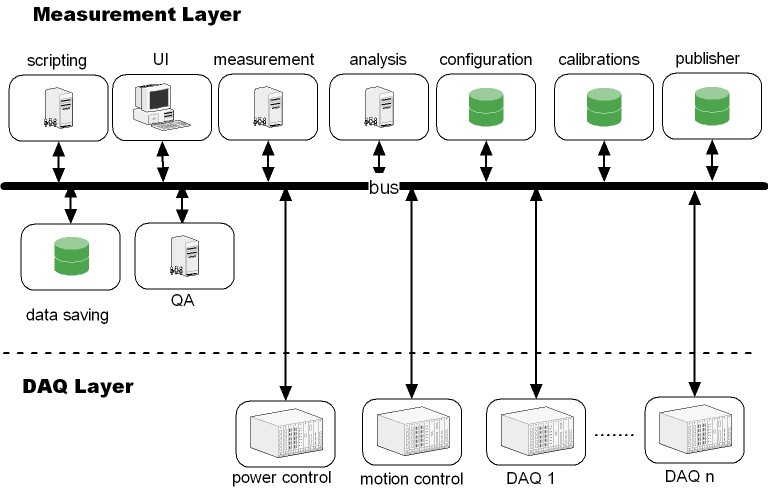 Measurement Layer
scripting UI measurement analysis configuration calibrations publisher
bus
data saving QA
DAQ Layer
.......
power control motion control DAQ 1 DAQ n